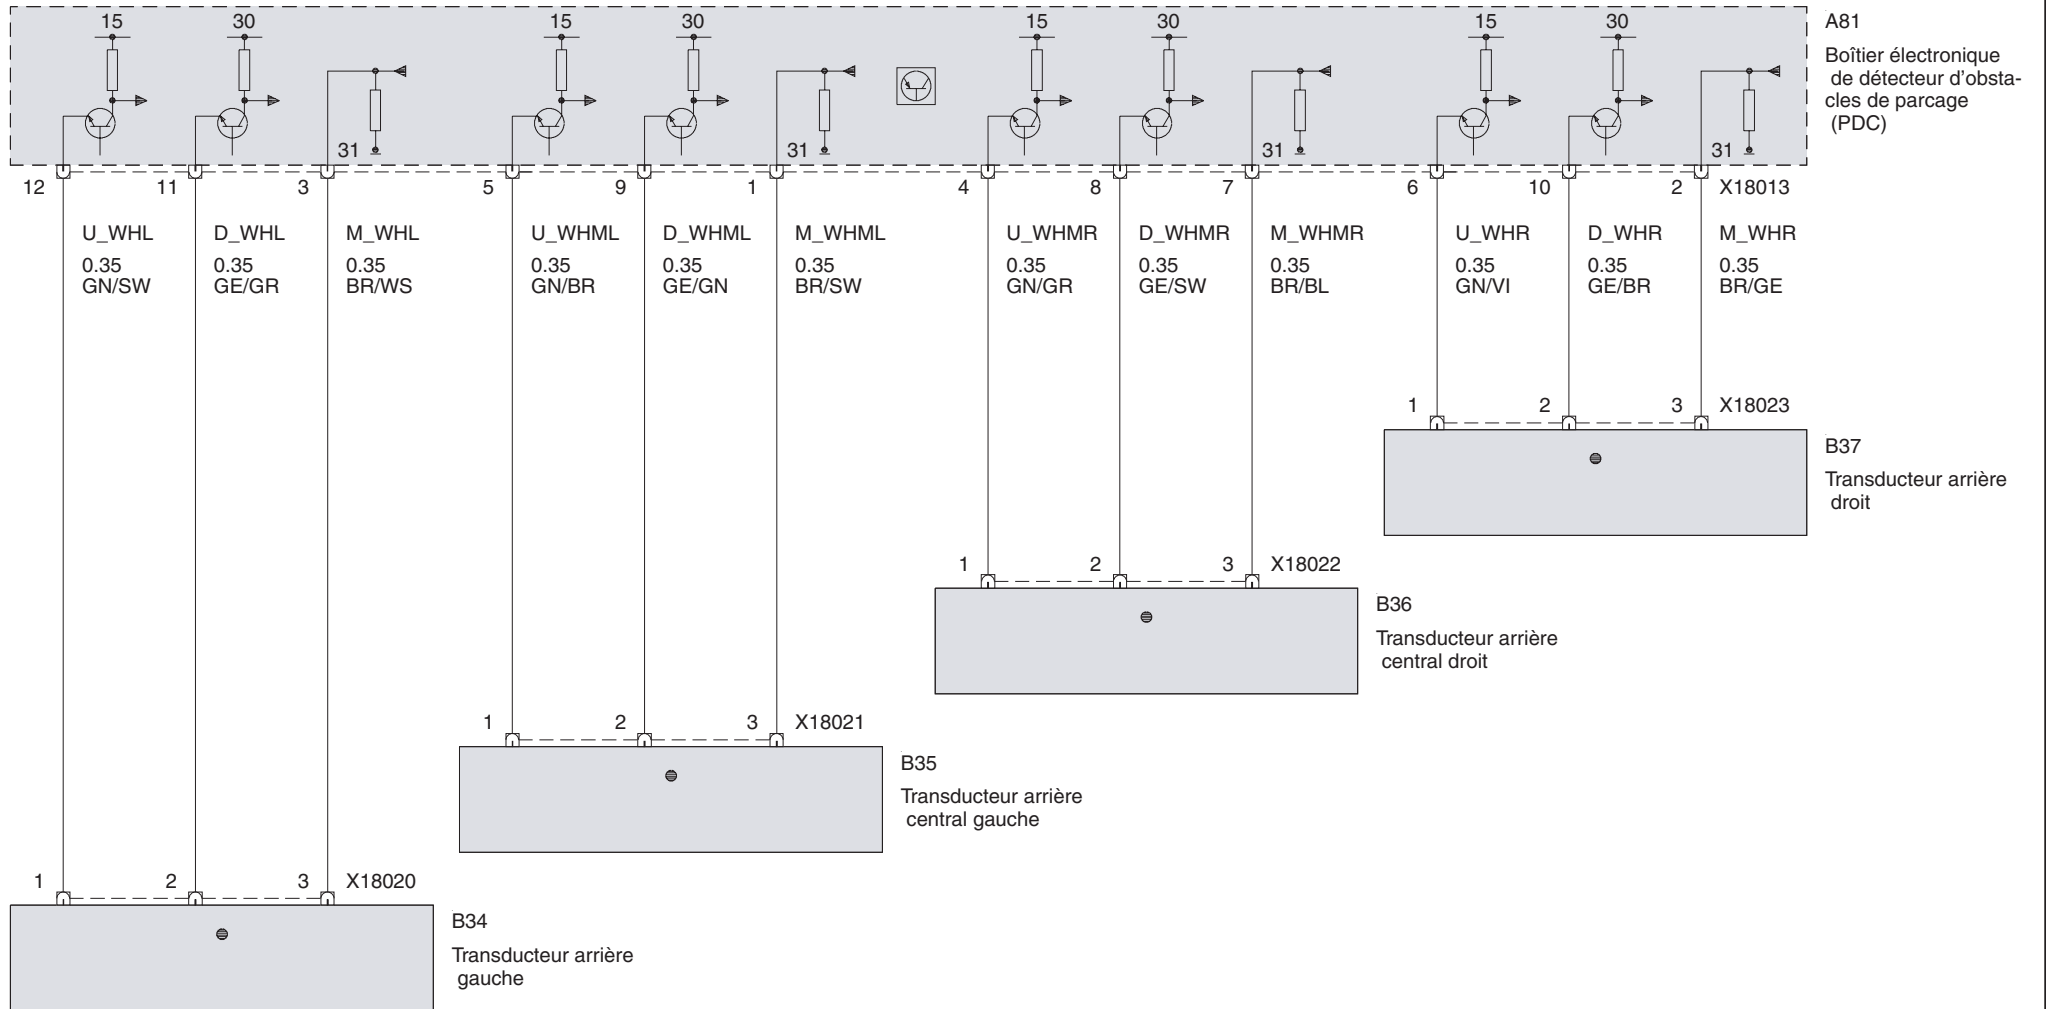 15 30 15 30 15 30 15 30
A81
Boîtier électronique
de détecteur d'obsta-
cles de parcage
(PDC)
31 31 31 31
12 11 3 5 9 1 4 8 7 6 10 2 X18013
U_WHL D_WHL M_WHL U_WHML D_WHML M_WHML U_WHMR D_WHMR M_WHMR U_WHR D_WHR M_WHR
0.35 0.35 0.35 0.35 0.35 0.35 0.35 0.35 0.35 0.35 0.35 0.35
GN/SW GE/GR BR/WS GN/BR GE/GN BR/SW GN/GR GE/SW BR/BL GN/VI GE/BR BR/GE
1 2 3 X18023
B37
Transducteur arrière
droit
1 2 3 X18022
B36
Transducteur arrière
central droit
1 2 3 X18021
B35
Transducteur arrière
central gauche
1 2 3 X18020
B34
Transducteur arrière
gauche